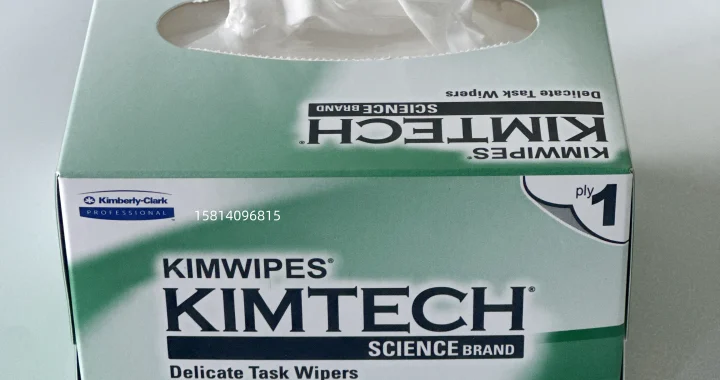 Delicate Task Wipers
SCIENCE BRAND
KIMTECH®
KIMWIPES®
Kimberly-Clark
PROFESSIONAL
15814096815
ply 1
KIMWIPES®
KIMTECH®
SCIENCE BRAND
Delicate Task Wipers